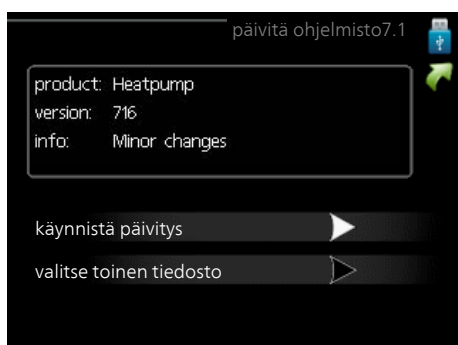 päivitä ohjelmisto7.1
product: Heatpump
version: 716
info: Minor changes
käynnistä päivitys
valitse toinen tiedosto